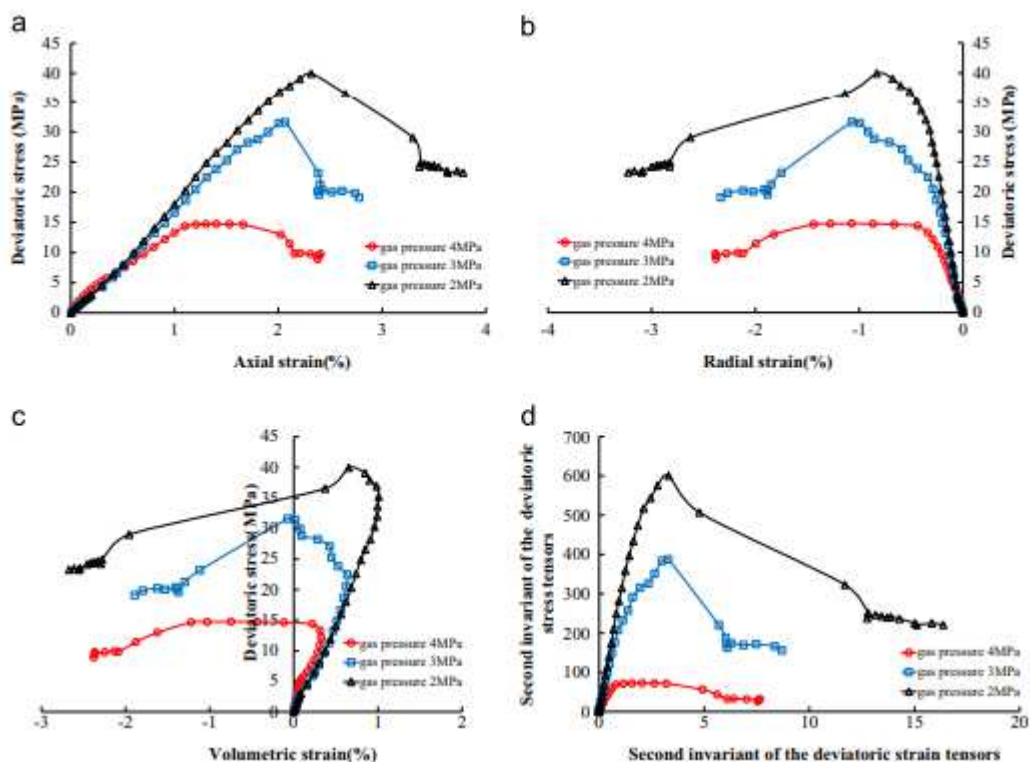 a
45
40
35
30
25
20
15
10
5
0
Deviatoric stress (MPa)
gas pressure 4MPa
gas pressure 3MPa
gas pressure 2MPa
0 1 2 3 4
Axial strain(%)
b
45
40
35
30
25
20
15
10
5
0
Deviatoric stress (MPa)
gas pressure 4MPa
gas pressure 3MPa
gas pressure 2MPa
-4 -3 -2 -1 0
Radial strain(%)
c
45
40
35
30
25
20
15
10
5
0
Deviatoric stress(MPa)
gas pressure 4MPa
gas pressure 3MPa
gas pressure 2MPa
-3 -2 -1 0 1 2
Volumetric strain(%)
d
700
600
500
400
300
200
100
0
Second invariant of the deviatoric
stress tensors
gas pressure 4MPa
gas pressure 3MPa
gas pressure 2MPa
0 5 10 15 20
Second invariant of the deviatoric strain tensors